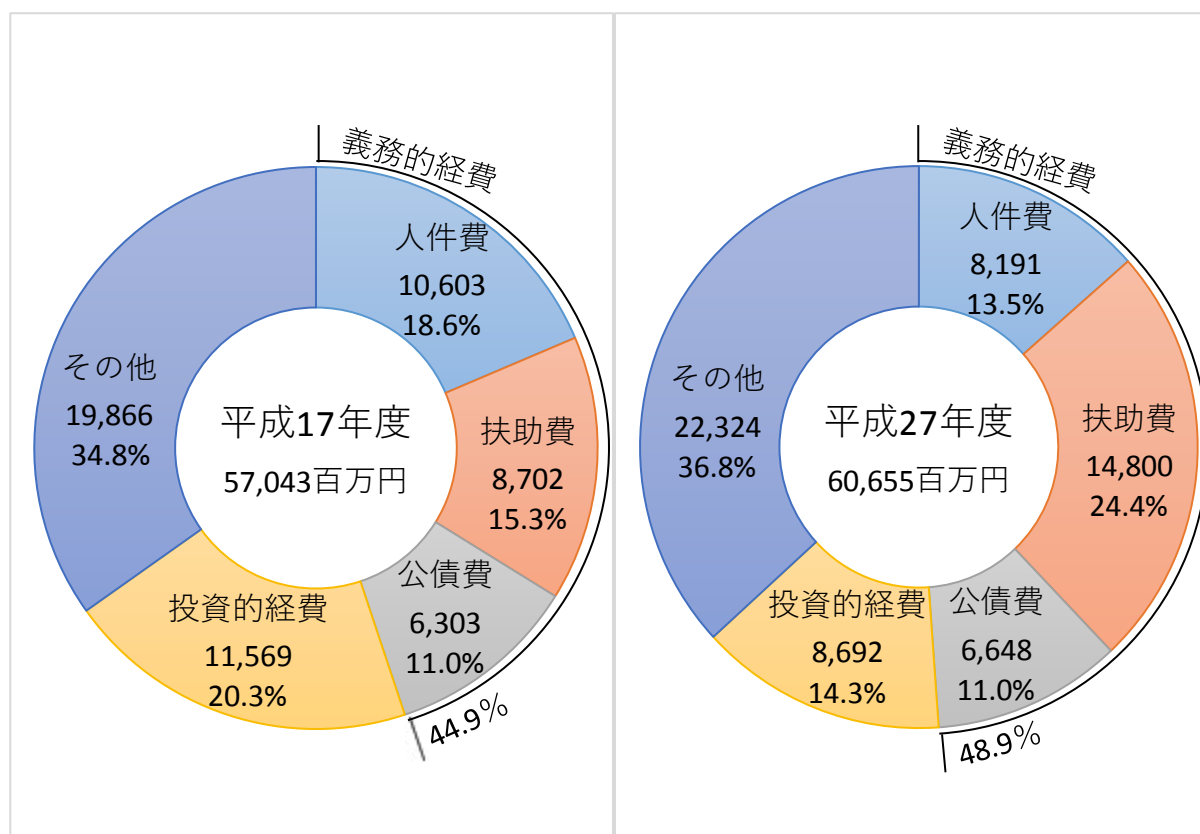 義務的経費
人件費
10,603
18.6%
扶助費
8,702
15.3%
公債費
6,303
11.0%
44.9%
投資的経費
11,569
20.3%
その他
19,866
34.8%
平成17年度
57,043百万円
義務的経費
人件費
8,191
13.5%
扶助費
14,800
24.4%
公債費
6,648
11.0%
48.9%
投資的経費
8,692
14.3%
その他
22,324
36.8%
平成27年度
60,655百万円